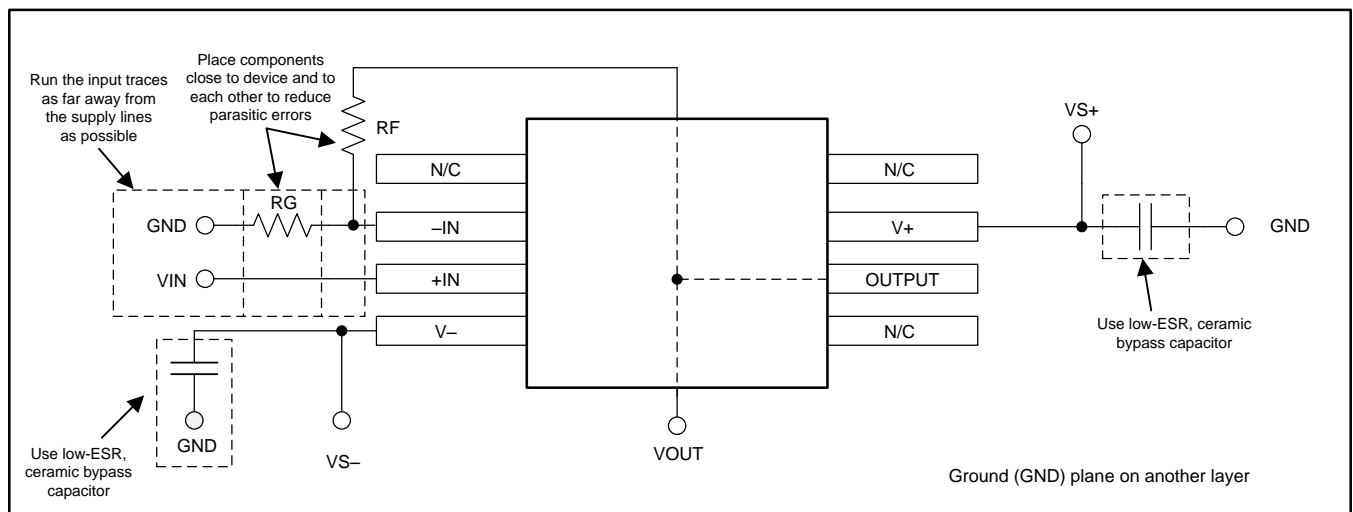 Place components
close to device and to
each other to reduce
parasitic errors
Run the input traces
as far away from
the supply lines
as possible
RF
VS+
N/C
N/C
RG
GND
–IN
V+
GND
VIN
+IN
OUTPUT
V–
N/C
Use low-ESR, ceramic
bypass capacitor
GND
Use low-ESR,
ceramic bypass
capacitor
VS–
VOUT
Ground (GND) plane on another layer